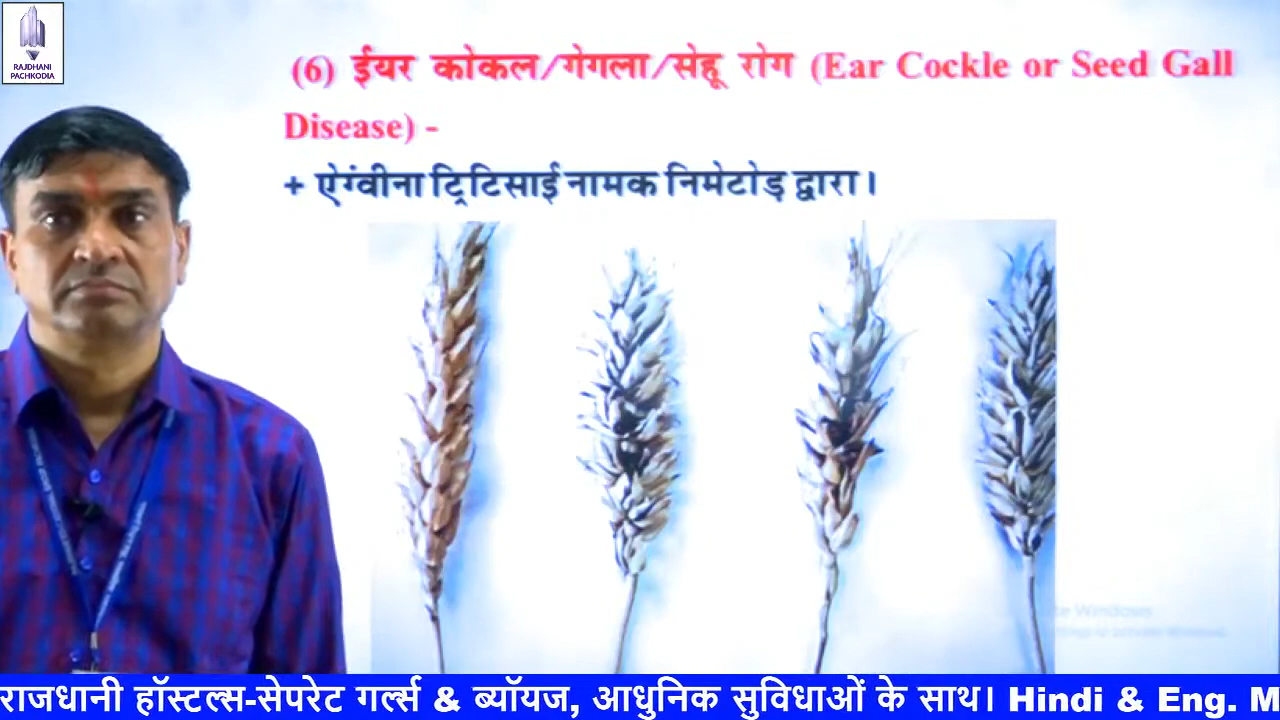 RAJDHANI
PACHKODIA
(6) ईयर कोकल/गेगला/सेहू रोग (Ear Cockle or Seed Gall
Disease) -
+ ऐग्ंवीना ट्रिटिसाई नामक निमेटोड़ द्वारा।
राजधानी हॉस्टल्स-सेपरेट गर्ल्स & ब्यॉयज, आधुनिक सुविधाओं के साथ। Hindi & Eng. M